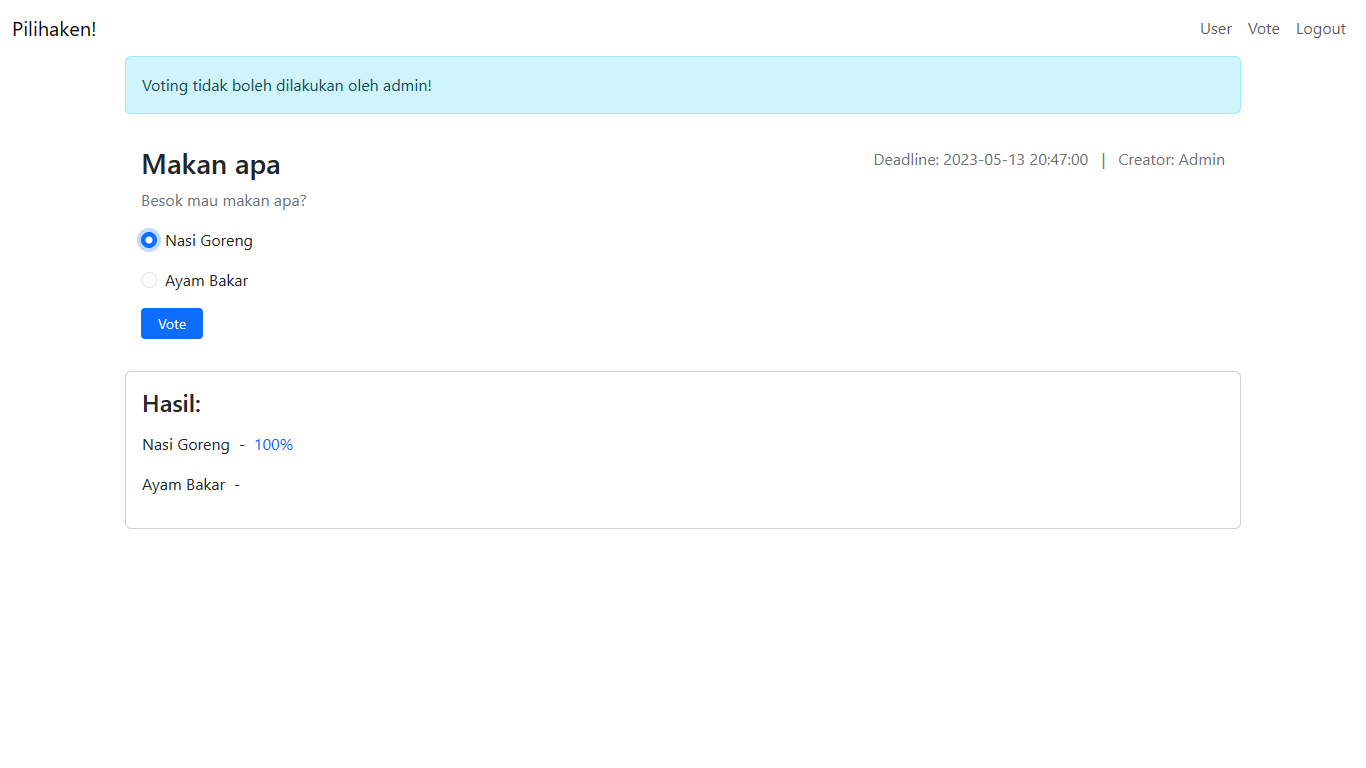 Pilihaken! User Vote Logout
Voting tidak boleh dilakukan oleh admin!
Makan apa
Deadline: 2023-05-13 20:47:00 | Creator: Admin
Besok mau makan apa?
Nasi Goreng
Ayam Bakar
Vote
Hasil:
Nasi Goreng - 100%
Ayam Bakar -